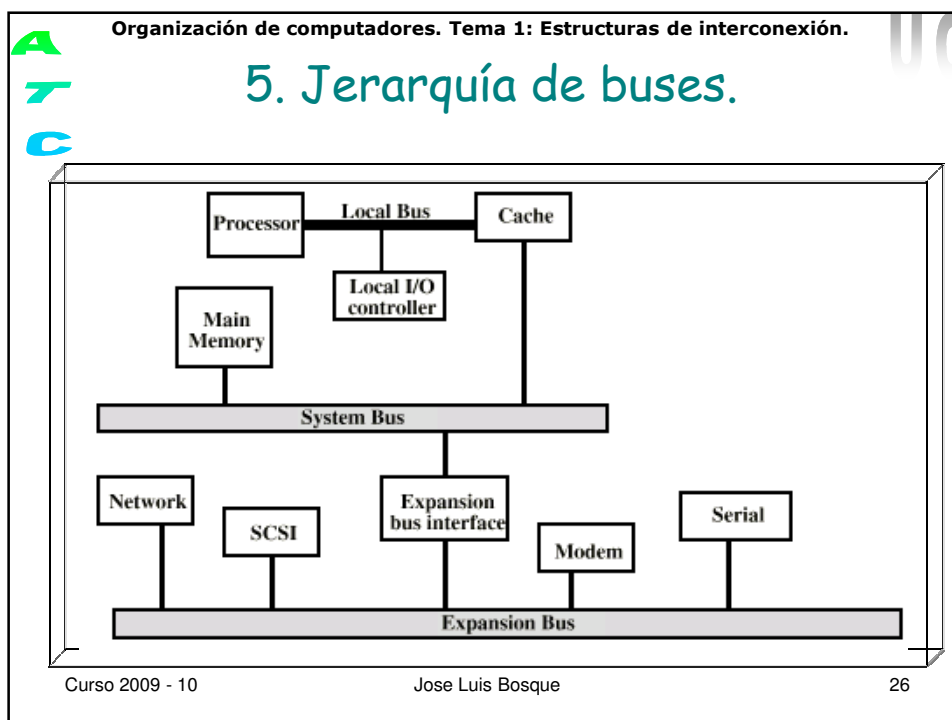 Organización de computadores. Tema 1: Estructuras de interconexión.
A
T
C
UC
5. Jerarquía de buses.
Processor
Local Bus
Cache
Local I/O
controller
Main
Memory
System Bus
Network
SCSI
Expansion
bus interface
Modem
Serial
Expansion Bus
Curso 2009 - 10
Jose Luis Bosque
26